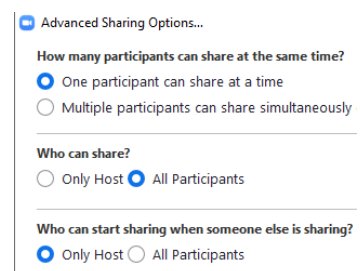 Advanced Sharing Options...
How many participants can share at the same time?
One participant can share at a time
Multiple participants can share simultaneously
Who can share?
Only Host All Participants
Who can start sharing when someone else is sharing?
Only Host All Participants